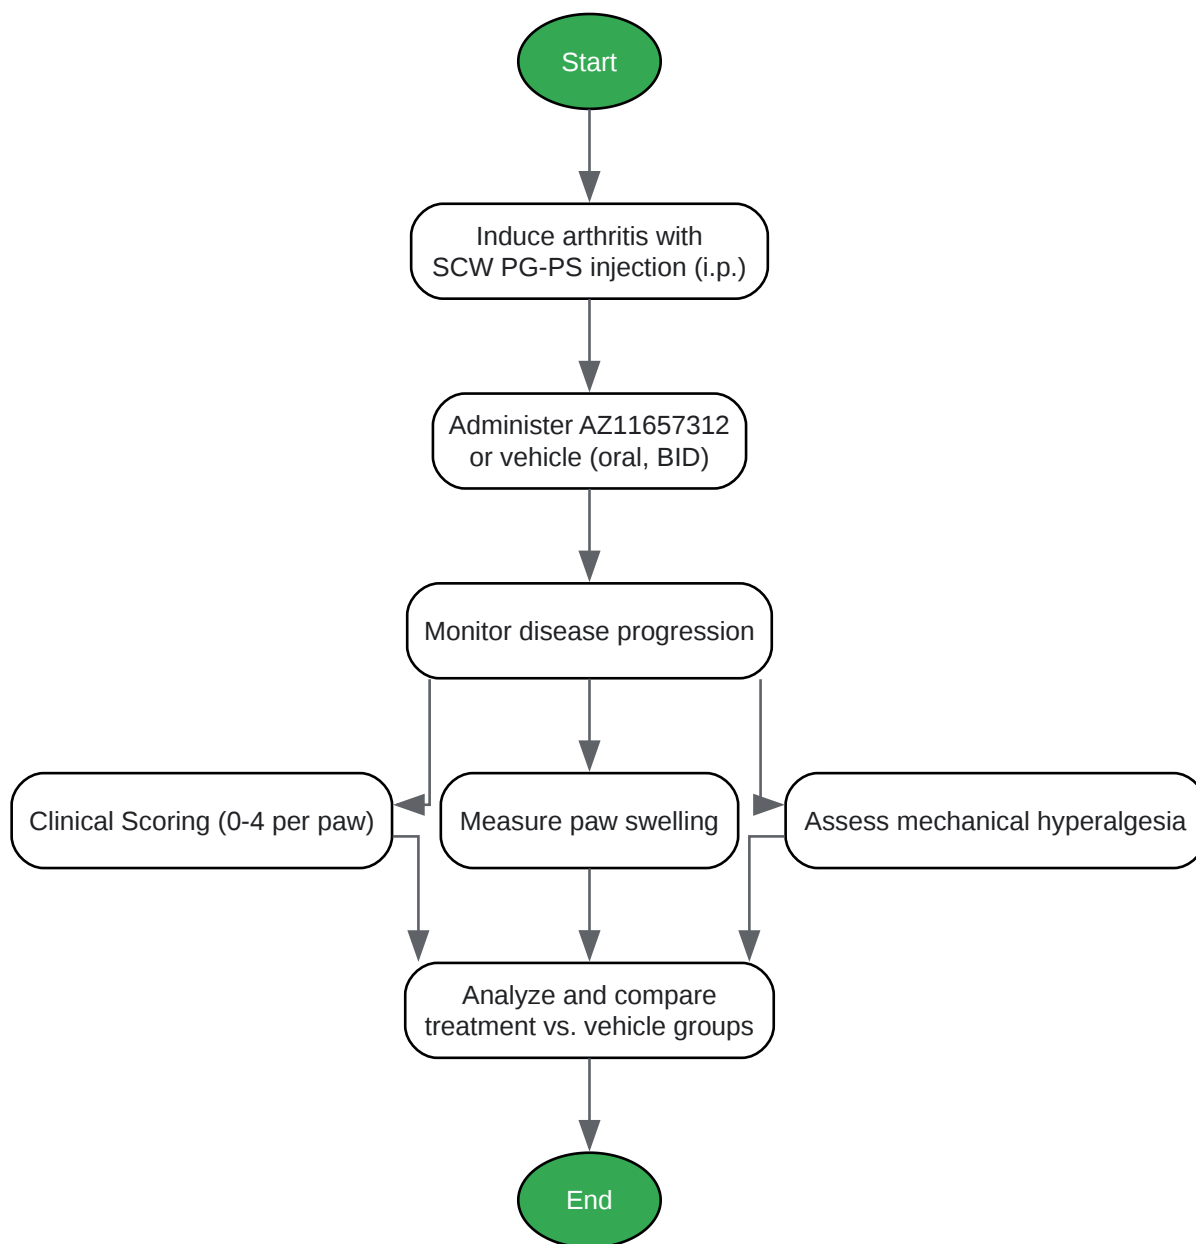 Start
Induce arthritis with
SCW PG-PS injection (i.p.)
Administer AZ11657312
or vehicle (oral, BID)
Monitor disease progression
Clinical Scoring (0-4 per paw)
Measure paw swelling
Assess mechanical hyperalgesia
Analyze and compare
treatment vs. vehicle groups
End